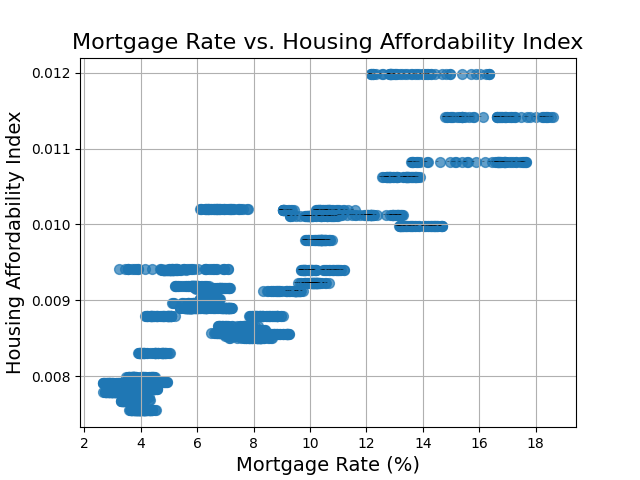 Mortgage Rate vs. Housing Affordability Index
0.012
0.011
0.010
0.009
0.008
Housing Affordability Index
2 4 6 8 10 12 14 16 18
Mortgage Rate (%)